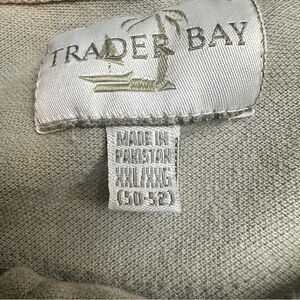 TRADER BAY
MADE IN
PAKISTAN
XXL/XXG
(50-52)